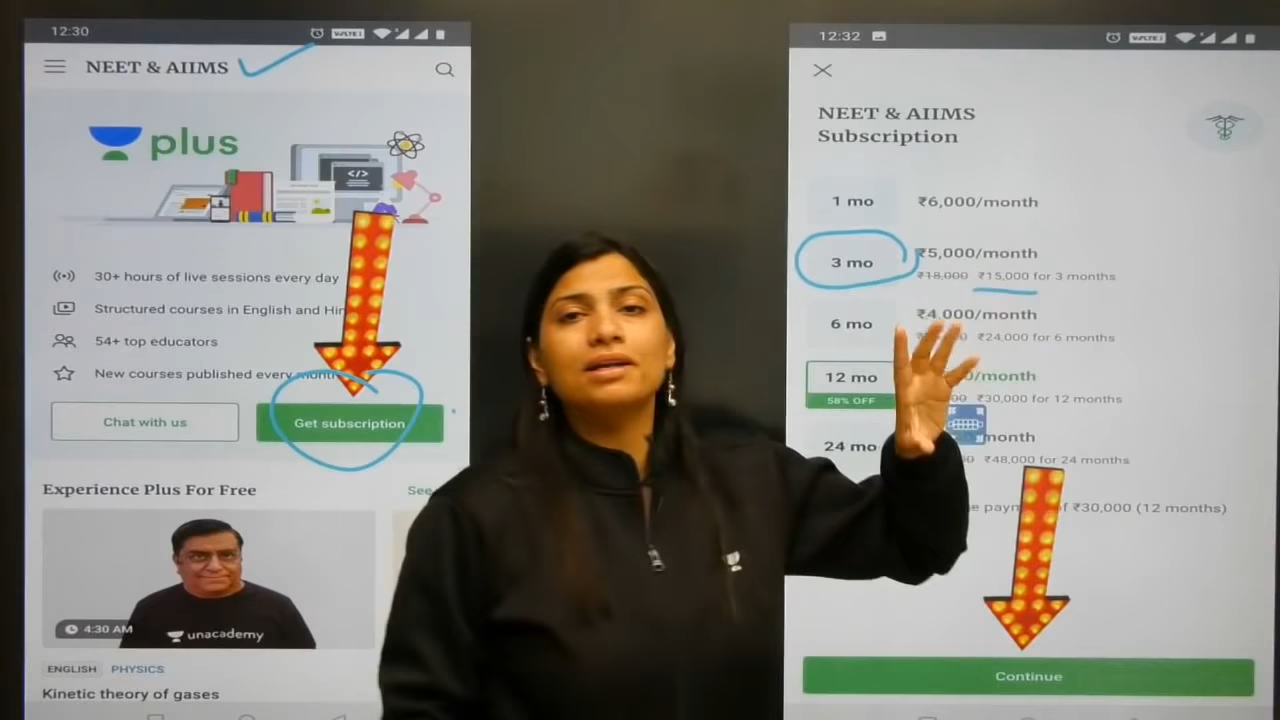 12:30
VoLTE
NEET & AIIMS
plus
</>
30+ hours of live sessions every day
Structured courses in English and
54+ top educators
New courses published every month
Chat with us
Get subscription
Experience Plus For Free
See
4:30 AM
unacademy
ENGLISH PHYSICS
Kinetic theory of gases
12:32
VoLTE
NEET & AIIMS
Subscription
1 mo ₹6,000/month
3 mo ₹5,000/month
₹18,000 ₹15,000 for 3 months
6 mo ₹4,000/month
₹24,000 for 6 months
12 mo /month
58% OFF ₹30,000 for 12 months
24 mo month
₹48,000 for 24 months
₹30,000 (12 months)
Continue